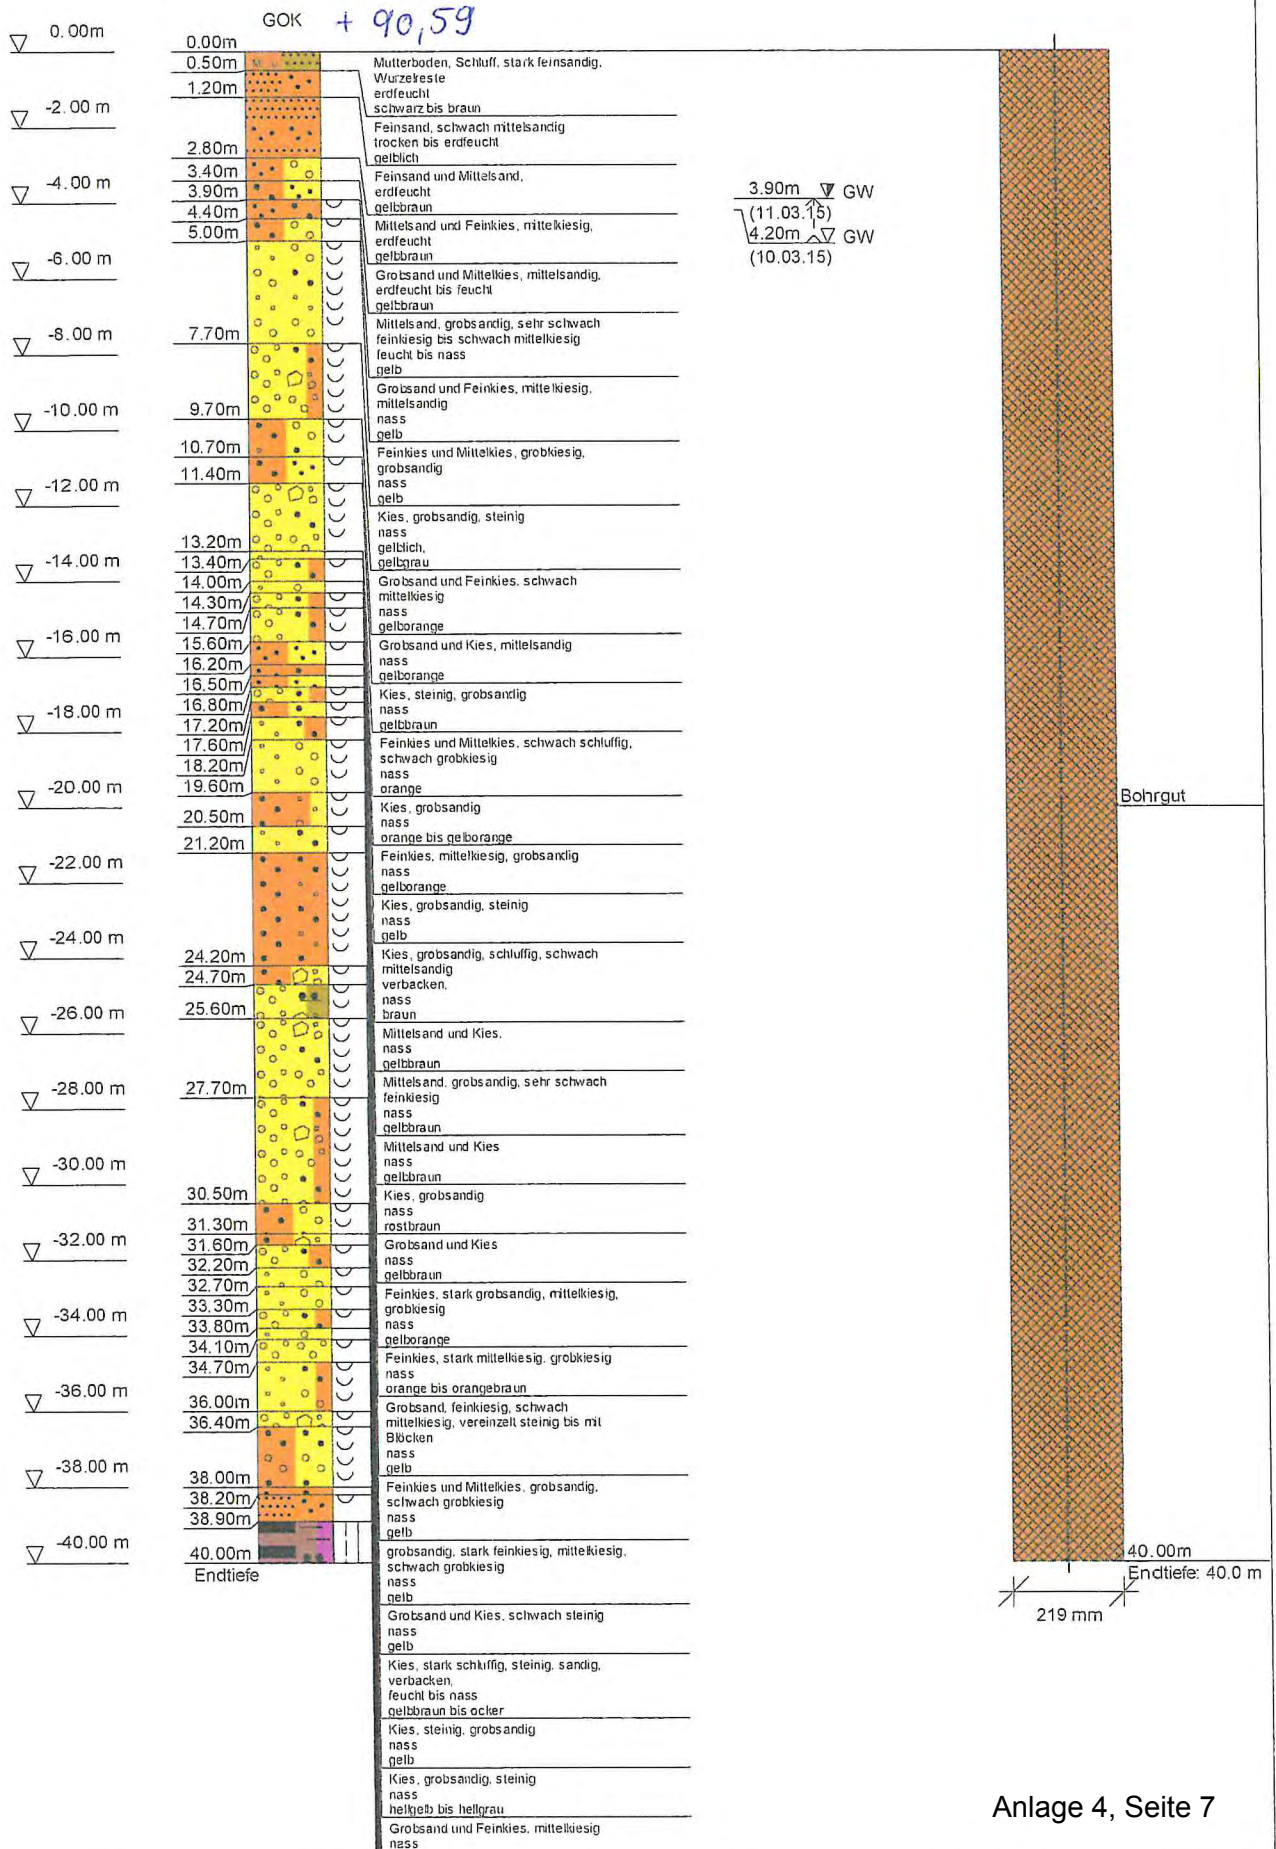 GOK + 90,59
0.00m
-2.00 m
-4.00 m
-6.00 m
-8.00 m
-10.00 m
-12.00 m
-14.00 m
-16.00 m
-18.00 m
-20.00 m
-22.00 m
-24.00 m
-26.00 m
-28.00 m
-30.00 m
-32.00 m
-34.00 m
-36.00 m
-38.00 m
-40.00 m
0.00m
0.50m
1.20m
2.80m
3.40m
3.90m
4.40m
5.00m
7.70m
9.70m
10.70m
11.40m
13.20m
13.40m
14.00m
14.30m
14.70m
15.60m
16.20m
16.50m
16.80m
17.20m
17.60m
18.20m
19.60m
20.50m
21.20m
24.20m
24.70m
25.60m
27.70m
30.50m
31.30m
31.60m
32.20m
32.70m
33.30m
33.80m
34.10m
34.70m
36.00m
36.40m
38.00m
38.20m
38.90m
40.00m
Endtiefe
Mutterboden, Schluff, stark feinsandig,
Wurzelreste
erdfeucht
schwarz bis braun
Feinsand, schwach mittelsandig
trocken bis erdfeucht
gelblich
Feinsand und Mittelsand,
erdfeucht
gelbbraun
Mittelsand und Feinkies, mittelkiesig,
erdfeucht
gelbbraun
Grobsand und Mittelkies, mittelsandig,
erdfeucht bis feucht
gelbbraun
Mittelsand, grobsandig, sehr schwach
feinkiesig bis schwach mittelkiesig
feucht bis nass
gelb
Grobsand und Feinkies, mittelkiesig,
mittelsandig
nass
gelb
Feinkies und Mittelkies, grobkiesig,
grobsandig
nass
gelb
Kies, grobsandig, steinig
nass
gelblich,
gelbgrau
Grobsand und Feinkies, schwach
mittelkiesig
nass
gelborange
Grobsand und Kies, mittelsandig
nass
gelborange
Kies, steinig, grobsandig
nass
gelbbraun
Feinkies und Mittelkies, schwach schluffig,
schwach grobkiesig
nass
orange
Kies, grobsandig
nass
orange bis gelborange
Feinkies, mittelkiesig, grobsandig
nass
gelborange
Kies, grobsandig, steinig
nass
gelb
Kies, grobsandig, schluffig, schwach
mittelsandig
verbacken,
nass
braun
Mittelsand und Kies,
nass
gelbbraun
Mittelsand, grobsandig, sehr schwach
feinkiesig
nass
gelbbraun
Mittelsand und Kies
nass
gelbbraun
Kies, grobsandig
nass
rostbraun
Grobsand und Kies
nass
gelbbraun
Feinkies, stark grobsandig, mittelkiesig,
grobkiesig
nass
gelborange
Feinkies, stark mittelkiesig, grobkiesig
nass
orange bis orangebraun
Grobsand, feinkiesig, schwach
mittelkiesig, vereinzelt steinig bis mit
Blöcken
nass
gelb
Feinkies und Mittelkies, grobsandig,
schwach grobkiesig
nass
gelb
grobsandig, stark feinkiesig, mittelkiesig,
schwach grobkiesig
nass
gelb
Grobsand und Kies, schwach steinig
nass
gelb
Kies, stark schluffig, steinig, sandig,
verbacken,
feucht bis nass
gelbbraun bis ocker
Kies, steinig, grobsandig
nass
gelb
Kies, grobsandig, steinig
nass
hellgelb bis hellgrau
Grobsand und Feinkies, mittelkiesig
nass
3.90m GW
(11.03.15)
4.20m GW
(10.03.15)
Bohrgut
40.00m
Endtiefe: 40.0 m
219 mm
Anlage 4, Seite 7